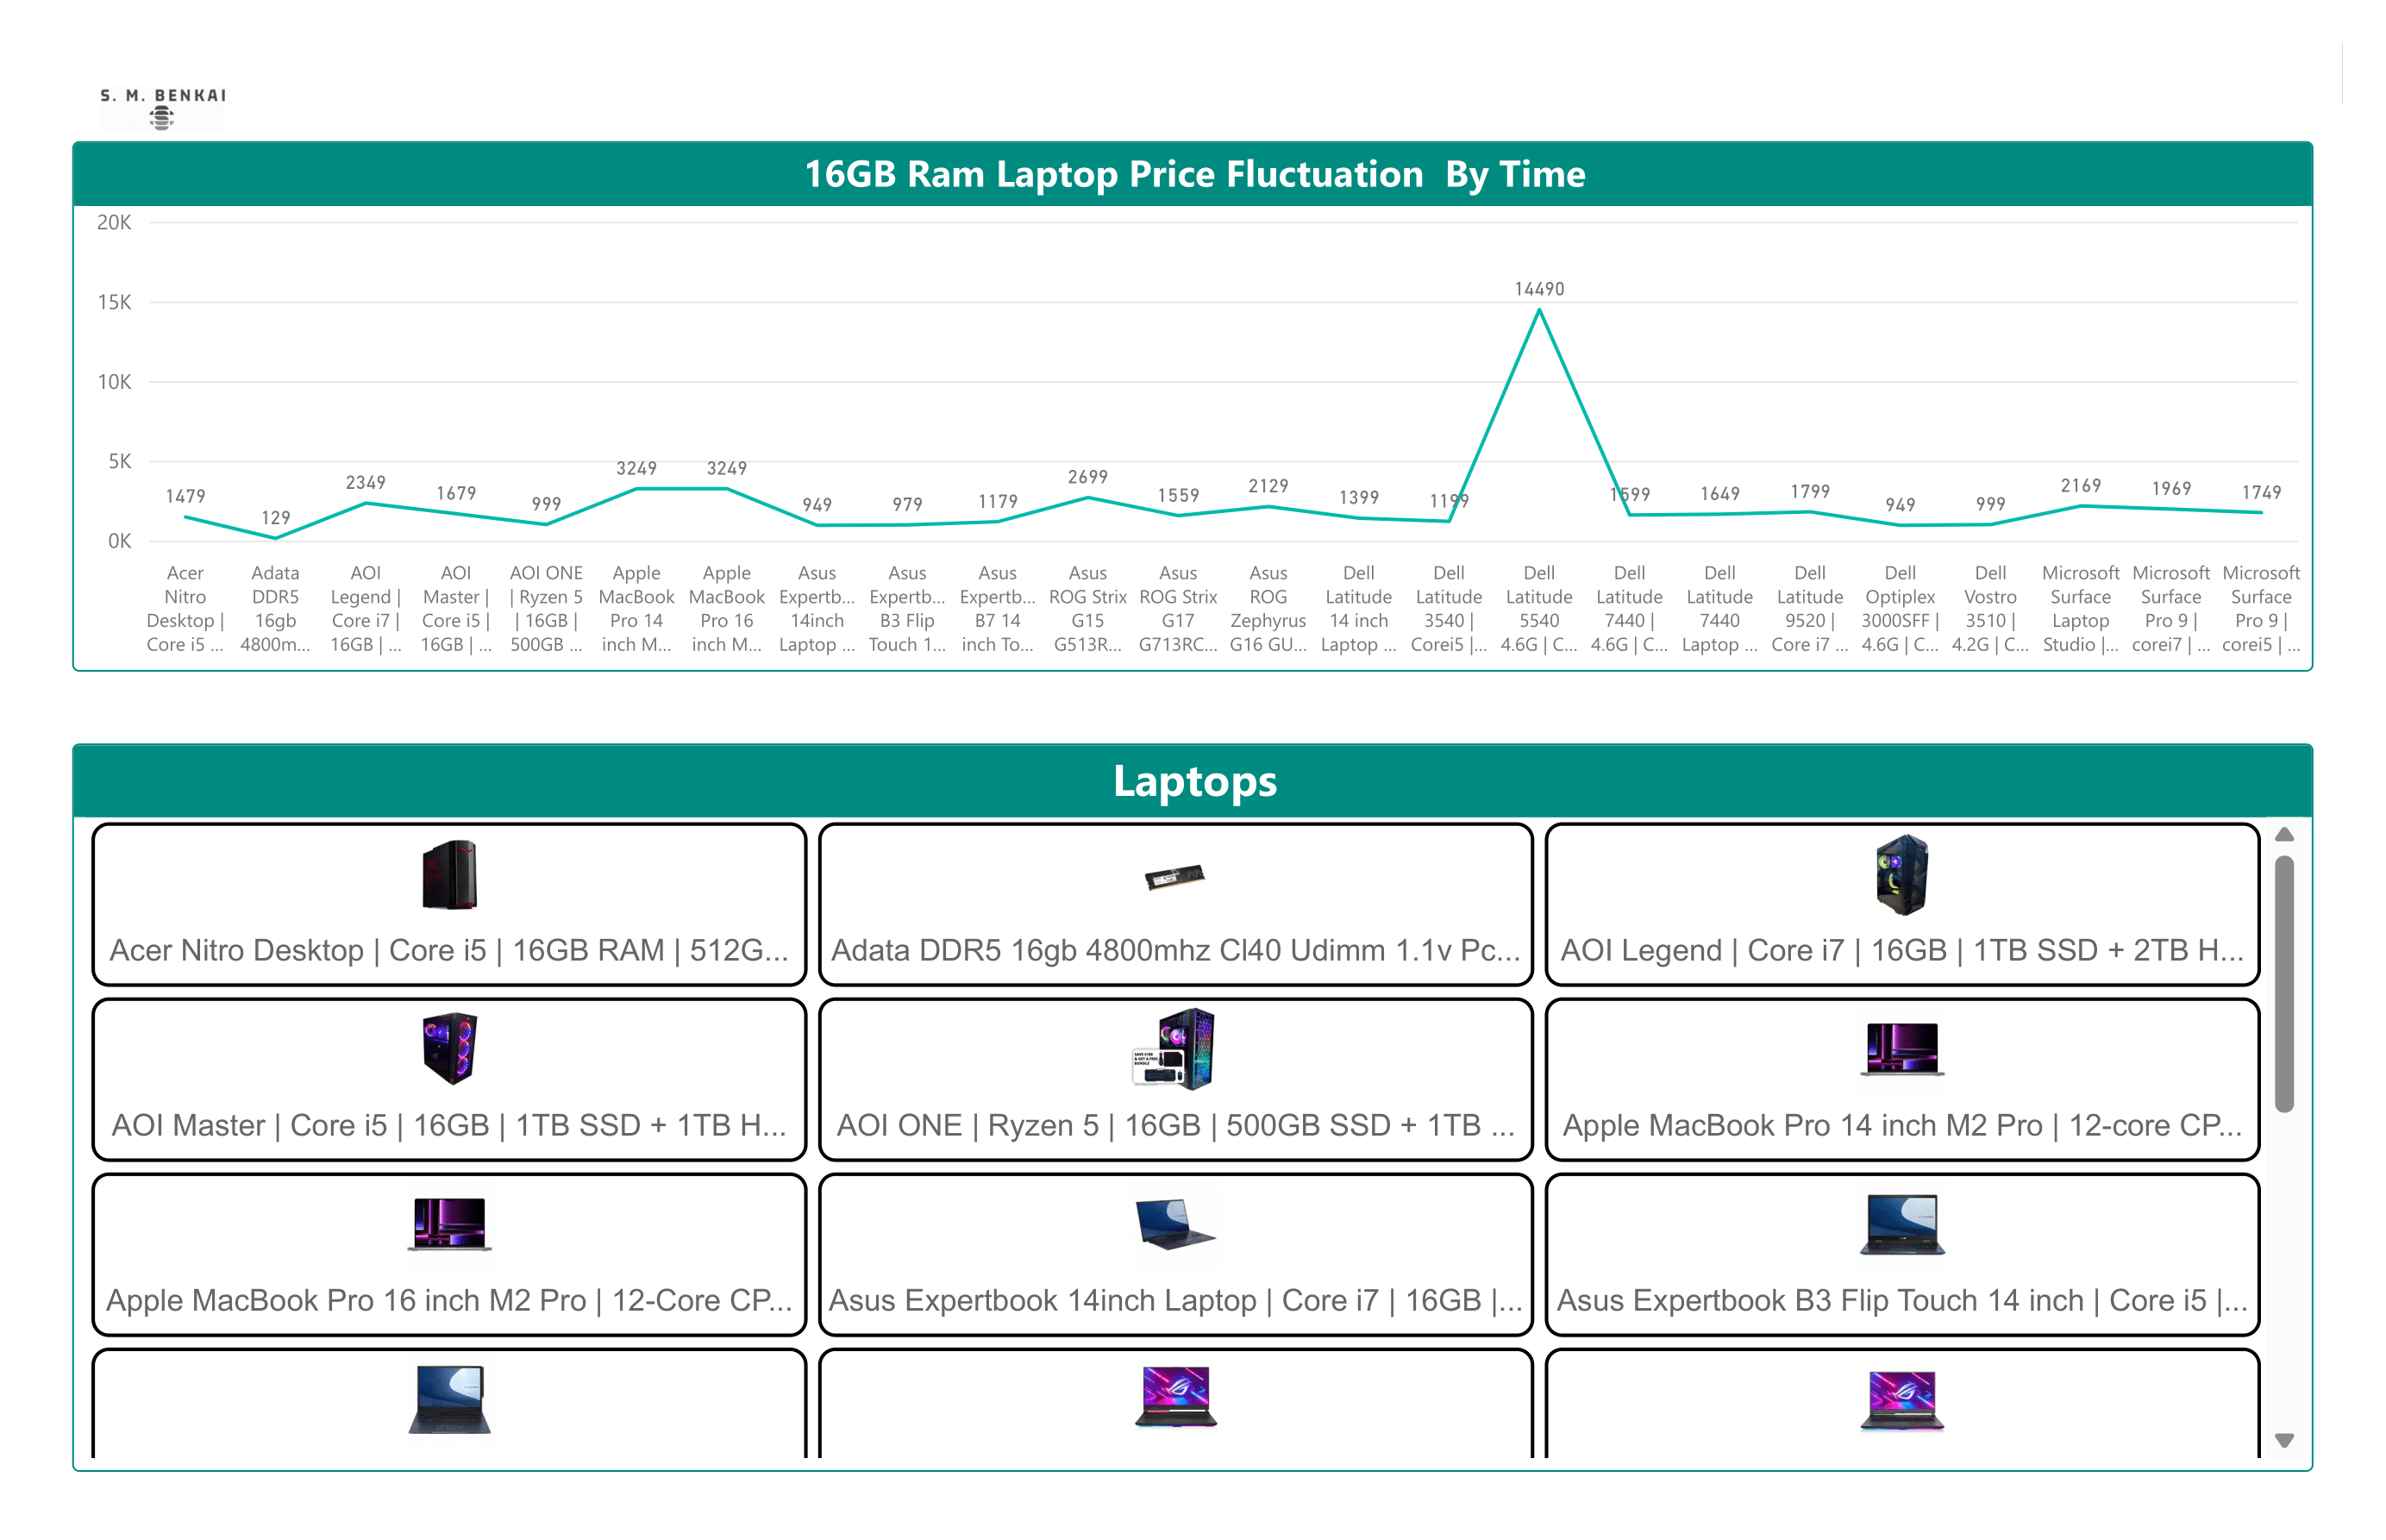 S. M. BENKAI
16GB Ram Laptop Price Fluctuation  By Time
20K
15K
10K
5K
0K
1479
129
2349
1679
999
3249
3249
949
979
1179
2699
1559
2129
1399
1199
14490
1599
1649
1799
949
999
2169
1969
1749
Acer
Nitro
Desktop |
Core i5 ...
Adata
DDR5
16gb
4800m...
AOI
Legend |
Core i7 |
16GB | ...
AOI
Master |
Core i5 |
16GB | ...
AOI ONE
| Ryzen 5
| 16GB |
500GB ...
Apple
MacBook
Pro 14
inch M...
Apple
MacBook
Pro 16
inch M...
Asus
Expertb...
14inch
Laptop ...
Asus
Expertb...
B3 Flip
Touch 1...
Asus
Expertb...
B7 14
inch To...
Asus
ROG Strix
G15
G513R...
Asus
ROG Strix
G17
G713RC...
Asus
ROG
Zephyrus
G16 GU...
Dell
Latitude
14 inch
Laptop ...
Dell
Latitude
3540 |
Corei5 |...
Dell
Latitude
5540
4.6G | C...
Dell
Latitude
7440 |
4.6G | C...
Dell
Latitude
7440
Laptop ...
Dell
Latitude
9520 |
Core i7 ...
Dell
Optiplex
3000SFF |
4.6G | C...
Dell
Vostro
3510 |
4.2G | C...
Microsoft
Surface
Laptop
Studio |...
Microsoft
Surface
Pro 9 |
corei7 | ...
Microsoft
Surface
Pro 9 |
corei5 | ...
Laptops
Acer Nitro Desktop | Core i5 | 16GB RAM | 512G...
Adata DDR5 16gb 4800mhz Cl40 Udimm 1.1v Pc...
AOI Legend | Core i7 | 16GB | 1TB SSD + 2TB H...
AOI Master | Core i5 | 16GB | 1TB SSD + 1TB H...
SAVE £188
& GET A FREE
BUNDLE
AOI ONE | Ryzen 5 | 16GB | 500GB SSD + 1TB ...
Apple MacBook Pro 14 inch M2 Pro | 12-core CP...
Apple MacBook Pro 16 inch M2 Pro | 12-Core CP...
Asus Expertbook 14inch Laptop | Core i7 | 16GB |...
Asus Expertbook B3 Flip Touch 14 inch | Core i5 |...